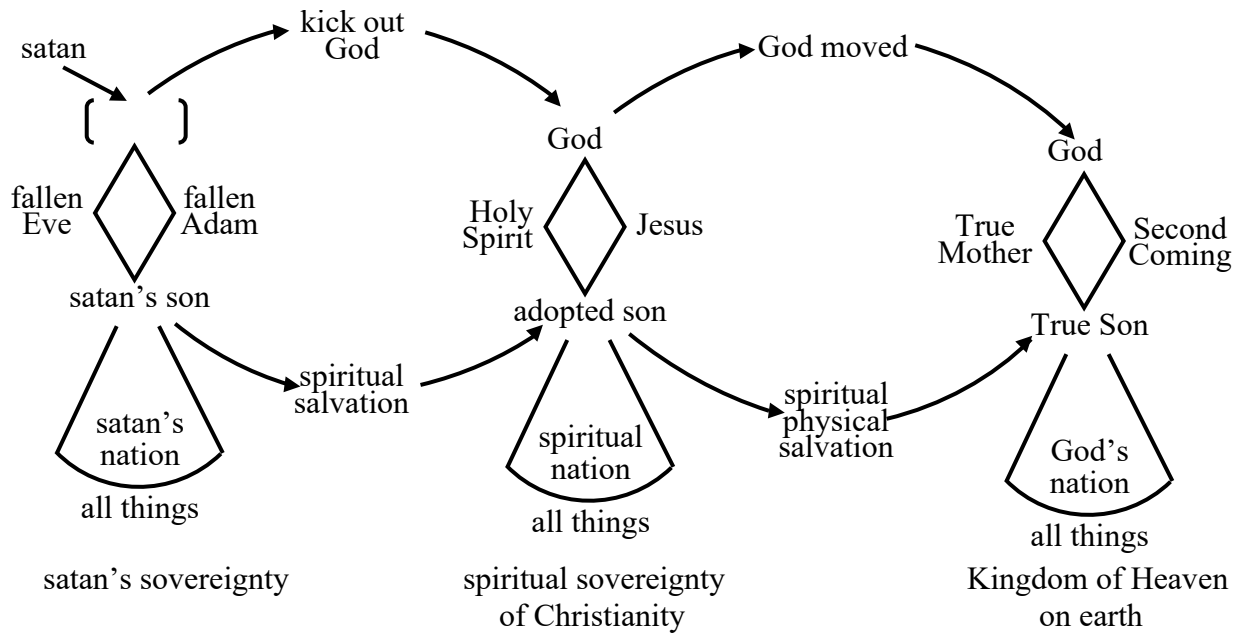 kick out
God
satan
God moved
God
God
fallen
Eve
fallen
Adam
Holy
Spirit
Jesus
True
Mother
Second
Coming
satan’s son
adopted son
True Son
spiritual
salvation
spiritual
physical
salvation
satan’s
nation
spiritual
nation
God’s
nation
all things
all things
all things
satan’s sovereignty
spiritual sovereignty
of Christianity
Kingdom of Heaven
on earth